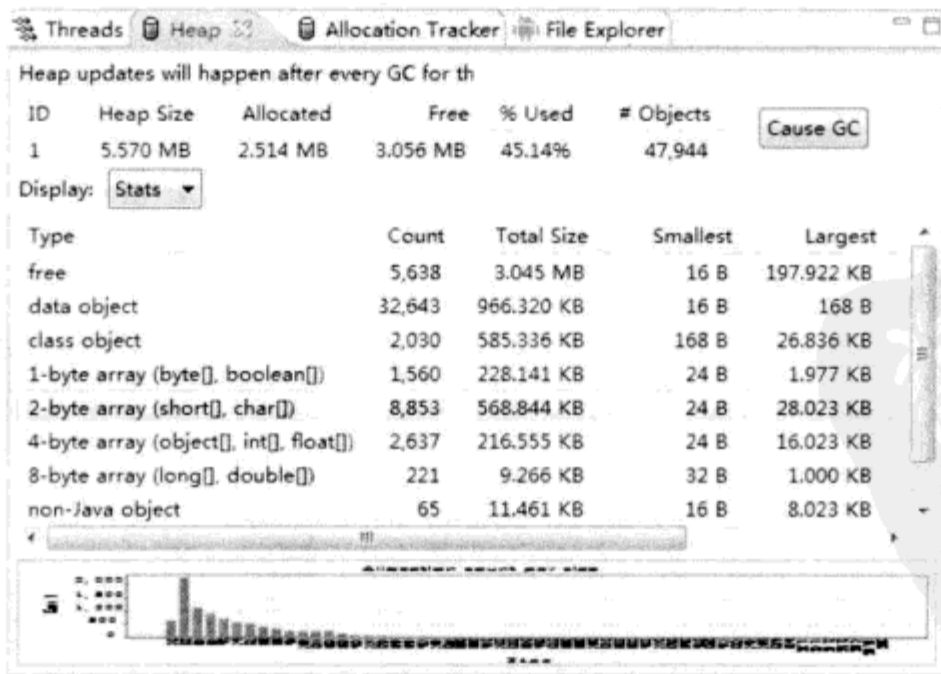 Threads Heap Allocation Tracker File Explorer
Heap updates will happen after every GC for th
ID Heap Size Allocated Free % Used # Objects
Cause GC
1 5.570 MB 2.514 MB 3.056 MB 45.14% 47,944
Display: Stats
Type Count Total Size Smallest Largest
free 5,638 3.045 MB 16 B 197.922 KB
data object 32,643 966.320 KB 16 B 168 B
class object 2,030 585.336 KB 168 B 26.836 KB
1-byte array (byte[], boolean[]) 1,560 228.141 KB 24 B 1.977 KB
2-byte array (short[], char[]) 8,853 568.844 KB 24 B 28.023 KB
4-byte array (object[], int[], float[]) 2,637 216.555 KB 24 B 16.023 KB
8-byte array (long[], double[]) 221 9.266 KB 32 B 1.000 KB
non-Java object 65 11.461 KB 16 B 8.023 KB
Allocation count per size